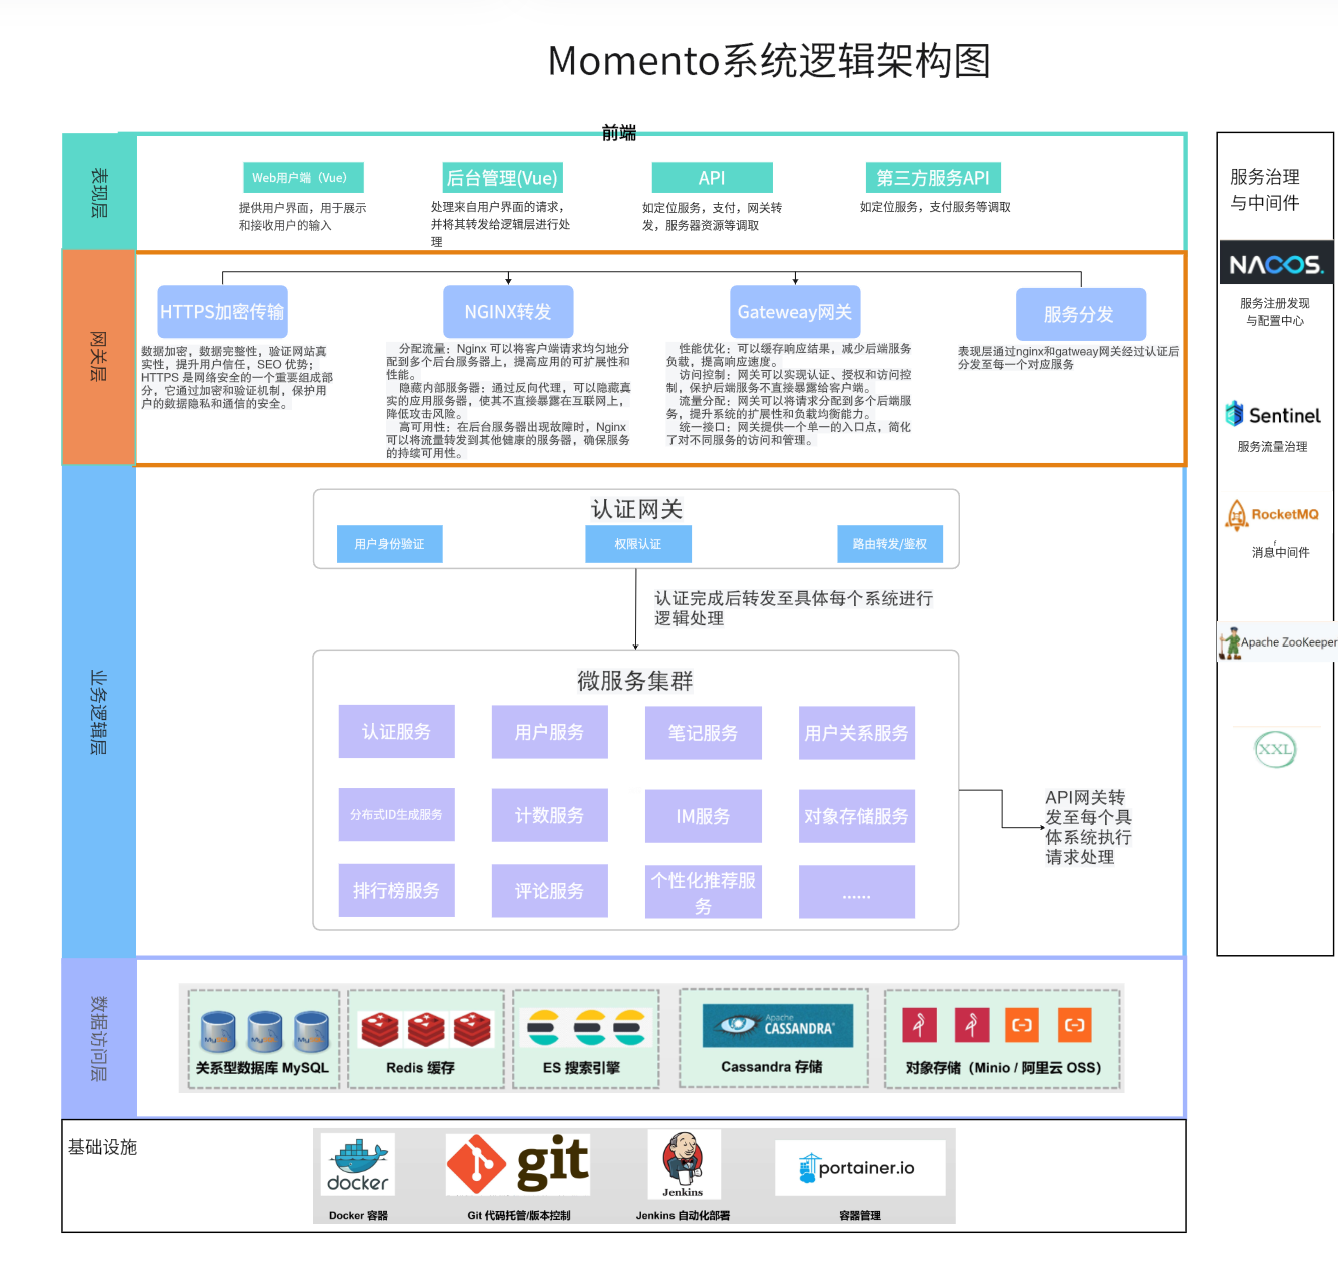 Momento系统逻辑架构图
前端
表现层
Web用户端（Vue）
提供用户界面，用于展示
和接收用户的输入
后台管理(Vue)
处理来自用户界面的请求，
并将其转发给逻辑层进行处
理
API
如定位服务，支付，网关转
发，服务器资源等调取
第三方服务API
如定位服务，支付服务等调取
网关层
HTTPS加密传输
数据加密，数据完整性，验证网站真
实性，提升用户信任，SEO 优势；
HTTPS 是网络安全的一个重要组成部
分，它通过加密和验证机制，保护用
户的数据隐私和通信的安全。
NGINX转发
分配流量：Nginx 可以将客户端请求均匀地分
配到多个后台服务器上，提高应用的可扩展性和
性能。
隐藏内部服务器：通过反向代理，可以隐藏真
实的应用服务器，使其不直接暴露在互联网上，
降低攻击风险。
高可用性：在后台服务器出现故障时，Nginx
可以将流量转发到其他健康的服务器，确保服务
的持续可用性。
Gateweay网关
性能优化：可以缓存响应结果，减少后端服务
负载，提高响应速度。
访问控制：网关可以实现认证、授权和访问控
制，保护后端服务不直接暴露给客户端。
流量分配：网关可以将请求分配到多个后端服
务，提升系统的扩展性和负载均衡能力。
统一接口：网关提供一个单一的入口点，简化
了对不同服务的访问和管理。
服务分发
表现层通过nginx和gatweay网关经过认证后
分发至每一个对应服务
业务逻辑层
认证网关
用户身份验证
权限认证
路由转发/鉴权
认证完成后转发至具体每个系统进行
逻辑处理
微服务集群
认证服务
用户服务
笔记服务
用户关系服务
分布式ID生成服务
计数服务
IM服务
对象存储服务
排行榜服务
评论服务
个性化推荐服
务
......
API网关转
发至每个具
体系统执行
请求处理
数据访问层
MySQL
MySQL
MySQL
关系型数据库 MySQL
Redis 缓存
ES 搜索引擎
Apache
CASSANDRA
Cassandra 存储
对象存储（Minio / 阿里云 OSS）
基础设施
docker
Docker 容器
git
Git 代码托管/版本控制
Jenkins
Jenkins 自动化部署
portainer.io
容器管理
服务治理
与中间件
NACOS.
服务注册发现
与配置中心
Sentinel
服务流量治理
RocketMQ
f
消息中间件
Apache ZooKeeper
XXL